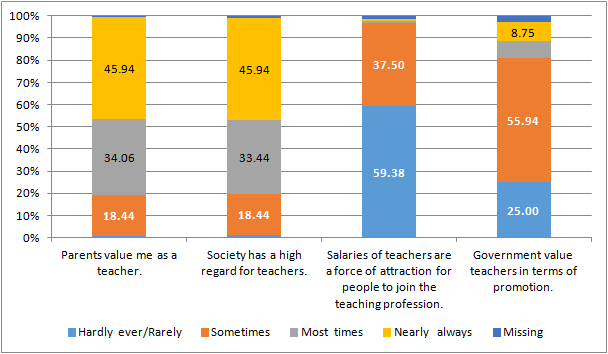 100%
90%
80%
70%
60%
50%
40%
30%
20%
10%
0%
45.94
34.06
18.44
45.94
33.44
18.44
37.50
59.38
8.75
55.94
25.00
Parents value me as a
teacher.
Society has a high
regard for teachers.
Salaries of teachers are
a force of attraction for
people to join the
teaching profession.
Government value
teachers in terms of
promotion.
Hardly ever/Rarely Sometimes Most times Nearly always Missing